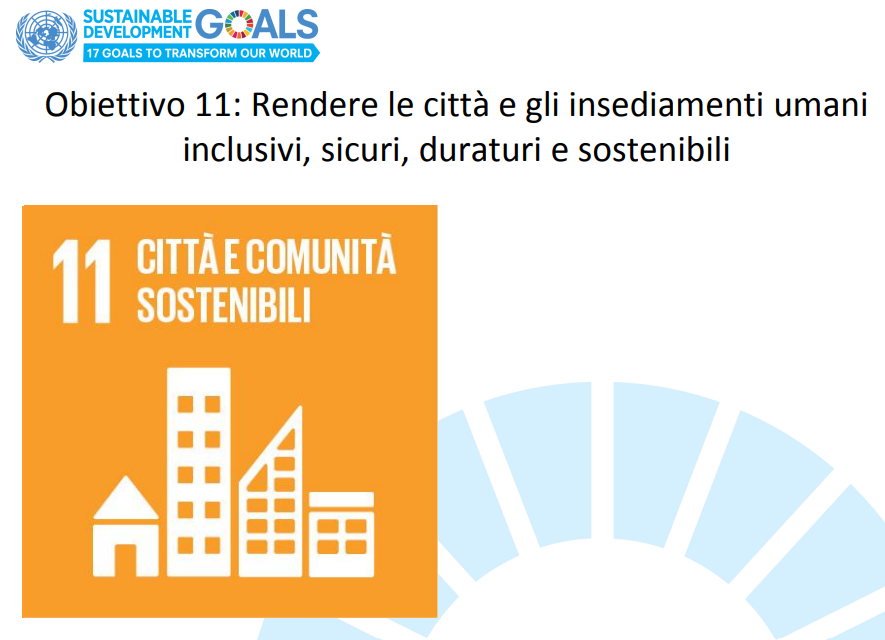 SUSTAINABLE
DEVELOPMENT
GOALS
17 GOALS TO TRANSFORM OUR WORLD
Obiettivo 11: Rendere le città e gli insediamenti umani
inclusivi, sicuri, duraturi e sostenibili
11
CITTÀ E COMUNITÀ
SOSTENIBILI